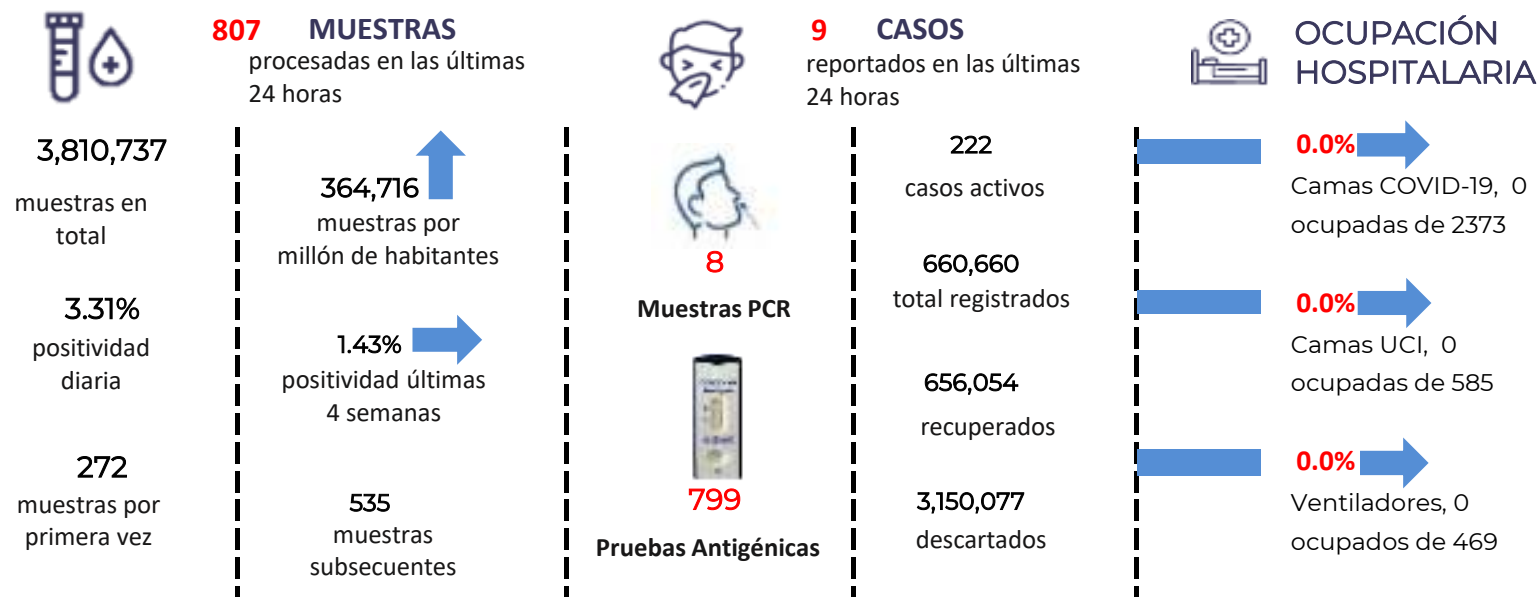 807 MUESTRAS
procesadas en las últimas
24 horas
3,810,737
muestras en
total
3.31%
positividad
diaria
272
muestras por
primera vez
364,716
muestras por
millón de habitantes
1.43%
positividad últimas
4 semanas
535
muestras
subsecuentes
9 CASOS
reportados en las últimas
24 horas
8
Muestras PCR
799
Pruebas Antigénicas
222
casos activos
660,660
total registrados
656,054
recuperados
3,150,077
descartados
OCUPACIÓN
HOSPITALARIA
0.0%
Camas COVID-19, 0
ocupadas de 2373
0.0%
Camas UCI, 0
ocupadas de 585
0.0%
Ventiladores, 0
ocupados de 469